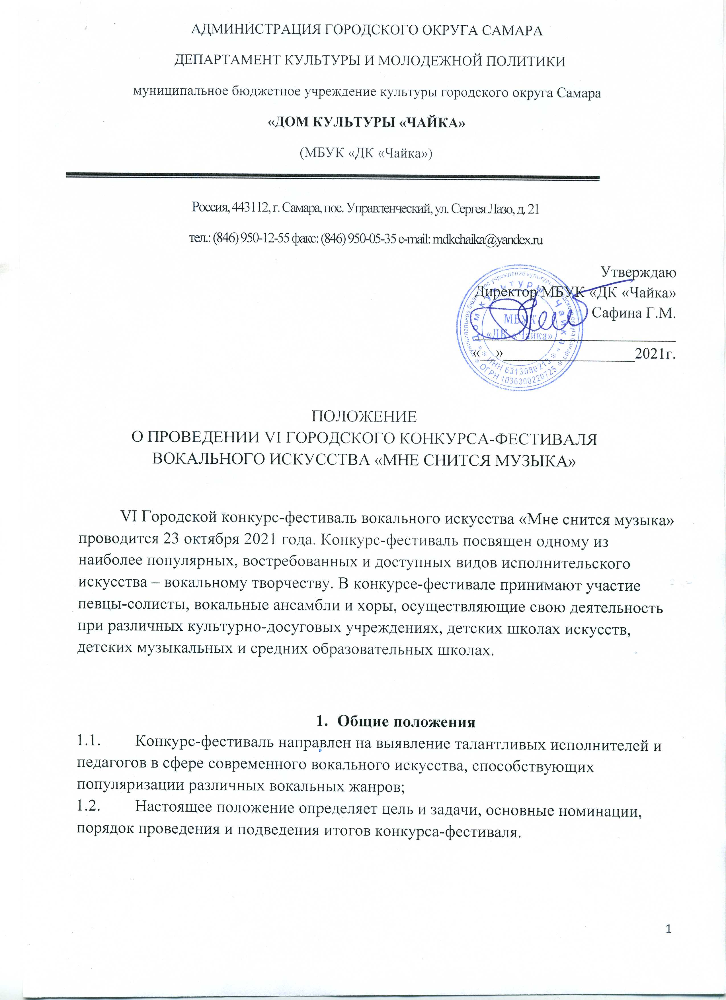 АДМИНИСТРАЦИЯ ГОРОДСКОГО ОКРУГА САМАРА
ДЕПАРТАМЕНТ КУЛЬТУРЫ И МОЛОДЕЖНОЙ ПОЛИТИКИ
муниципальное бюджетное учреждение культуры городского округа Самара
«ДОМ КУЛЬТУРЫ «ЧАЙКА»
(МБУК «ДК «Чайка»)
Россия, 443112, г. Самара, пос. Управленческий, ул. Сергея Лазо, д. 21
тел.: (846) 950-12-55 факс: (846) 950-05-35 e-mail: mdkchaika@yandex.ru
Утверждаю
Директор МБУК «ДК «Чайка»
Сафина Г.М.
«__»________________2021г.
муниципальное бюджетное учреждение культуры городского округа Самара
«Дом культуры «Чайка»
МБУК
«ДК «Чайка»
ИНН 6313080213
ОГРН 1036300220725
ПОЛОЖЕНИЕ
О ПРОВЕДЕНИИ VI ГОРОДСКОГО КОНКУРСА-ФЕСТИВАЛЯ
ВОКАЛЬНОГО ИСКУССТВА «МНЕ СНИТСЯ МУЗЫКА»
VI Городской конкурс-фестиваль вокального искусства «Мне снится музыка»
проводится 23 октября 2021 года. Конкурс-фестиваль посвящен одному из
наиболее популярных, востребованных и доступных видов исполнительского
искусства – вокальному творчеству. В конкурсе-фестивале принимают участие
певцы-солисты, вокальные ансамбли и хоры, осуществляющие свою деятельность
при различных культурно-досуговых учреждениях, детских школах искусств,
детских музыкальных и средних образовательных школах.
1. Общие положения
1.1. Конкурс-фестиваль направлен на выявление талантливых исполнителей и
педагогов в сфере современного вокального искусства, способствующих
популяризации различных вокальных жанров;
1.2. Настоящее положение определяет цель и задачи, основные номинации,
порядок проведения и подведения итогов конкурса-фестиваля.
1